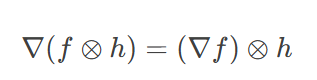 ∇(f ⊗ h) = (∇f) ⊗ h